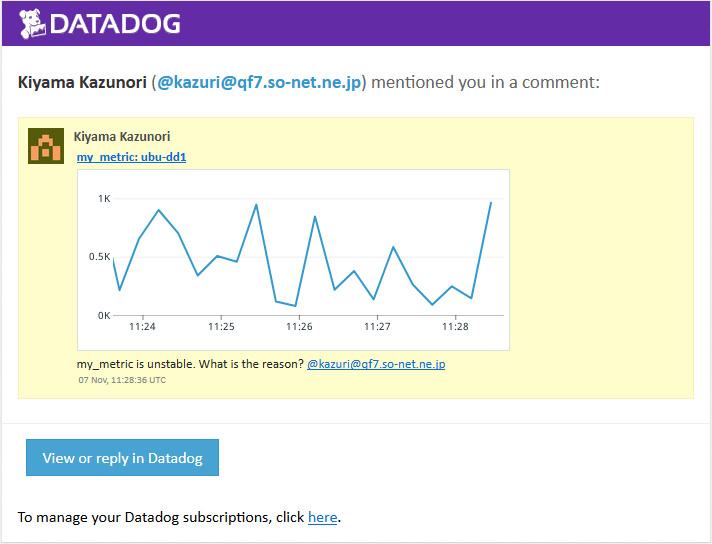 DATADOG
Kiyama Kazunori (@kazuri@qf7.so-net.ne.jp) mentioned you in a comment:
Kiyama Kazunori
my_metric: ubu-dd1
1K
0.5K
0K
11:24 11:25 11:26 11:27 11:28
my_metric is unstable. What is the reason? @kazuri@qf7.so-net.ne.jp
07 Nov, 11:28:36 UTC
View or reply in Datadog
To manage your Datadog subscriptions, click here.